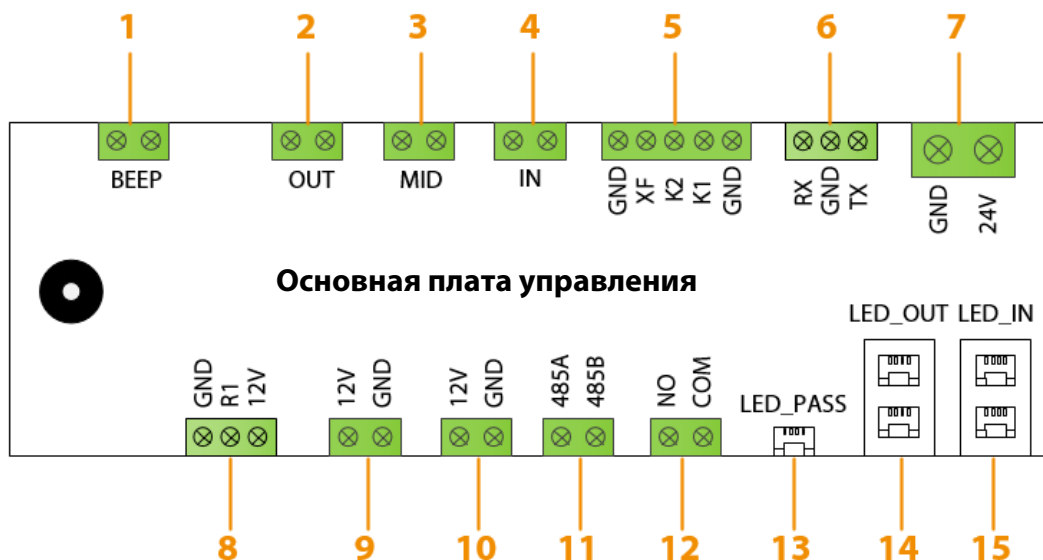 1 2 3 4 5 6 7
BEEP OUT MID IN GND XF K2 K1 GND RX GND TX GND 24V
Основная плата управления
LED_OUT LED_IN
GND R1 12V 12V GND 12V GND 485A 485B NO COM LED_PASS
8 9 10 11 12 13 14 15